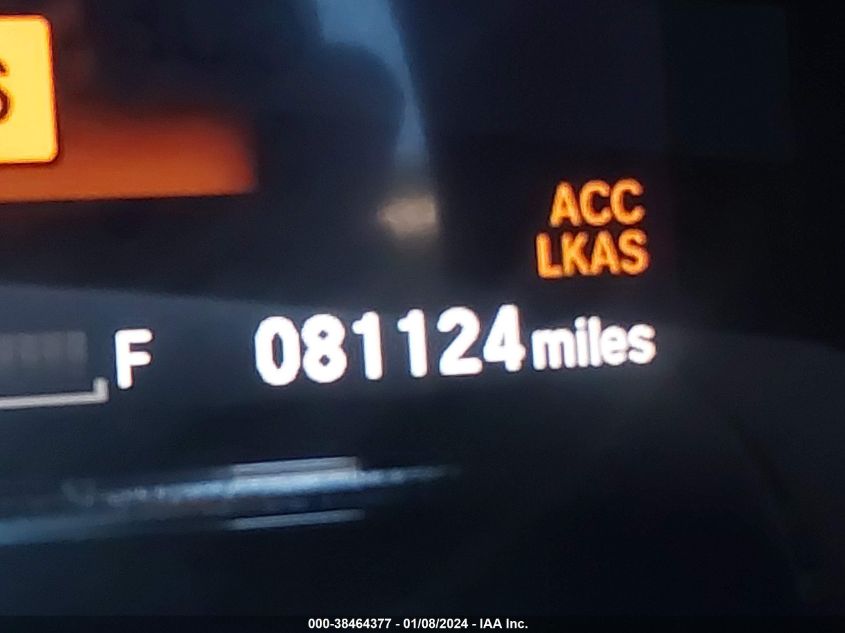 S
ACC
LKAS
F 081124 miles
000-38464377 - 01/08/2024 - IAA Inc.